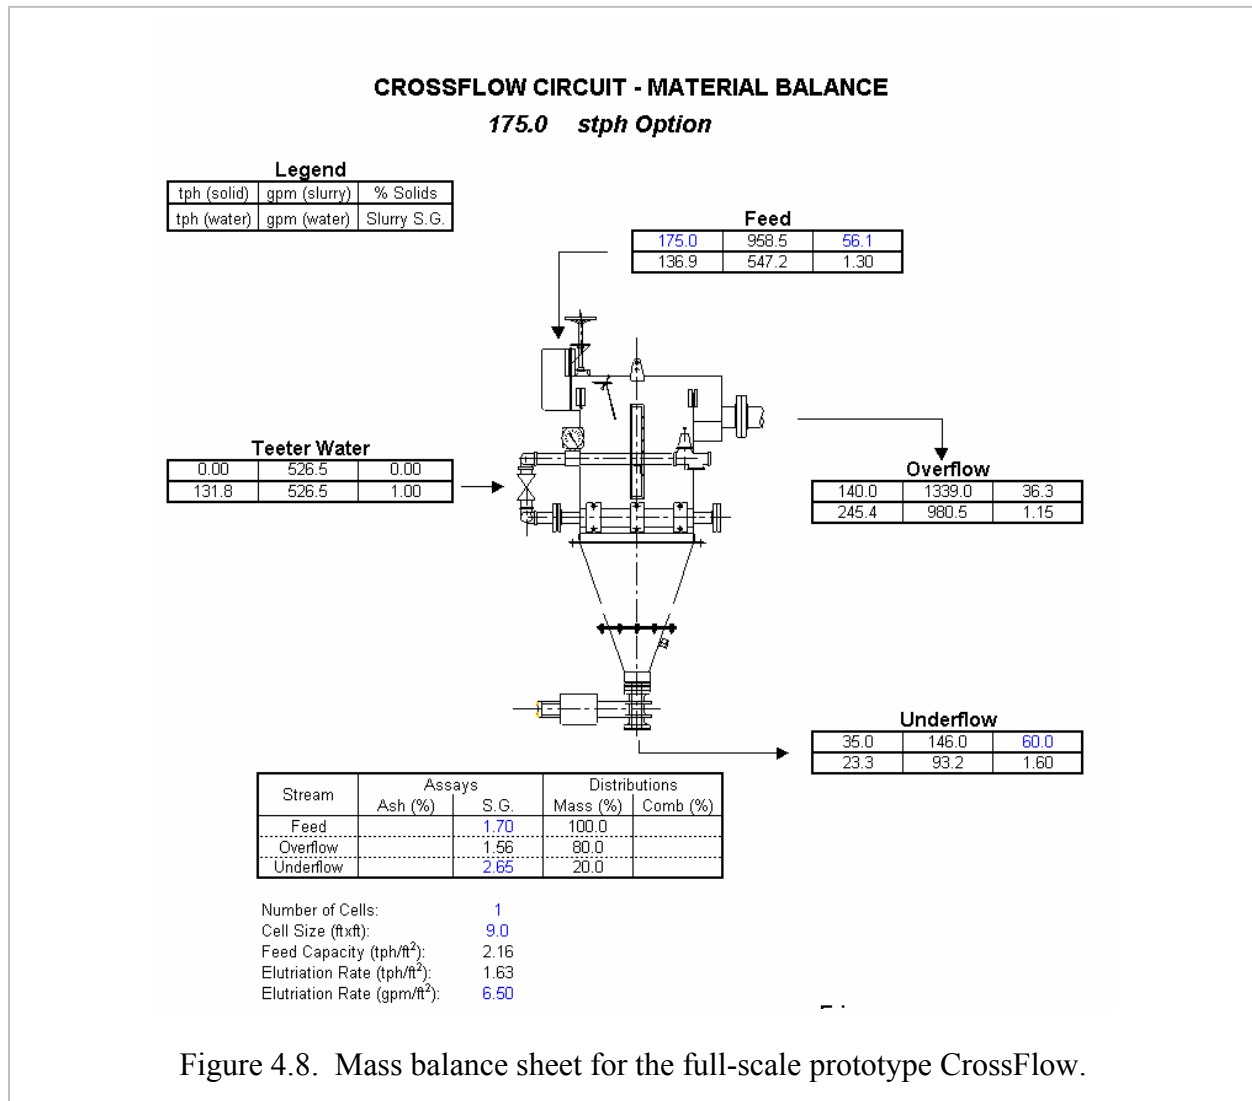 CROSSFLOW CIRCUIT - MATERIAL BALANCE
175.0 stph Option
Legend
tph (solid) gpm (slurry) % Solids
tph (water) gpm (water) Slurry S.G.
Feed
175.0 958.5 56.1
136.9 547.2 1.30
Teeter Water
0.00 526.5 0.00
131.8 526.5 1.00
Overflow
140.0 1339.0 36.3
245.4 980.5 1.15
Underflow
35.0 146.0 60.0
23.3 93.2 1.60
Stream Assays Distributions
Ash (%) S.G. Mass (%) Comb (%)
Feed 1.70 100.0
Overflow 1.56 80.0
Underflow 2.65 20.0
Number of Cells: 1
Cell Size (ftxft): 9.0
Feed Capacity (tph/ft²): 2.16
Elutriation Rate (tph/ft²): 1.63
Elutriation Rate (gpm/ft²): 6.50
Figure 4.8. Mass balance sheet for the full-scale prototype CrossFlow.